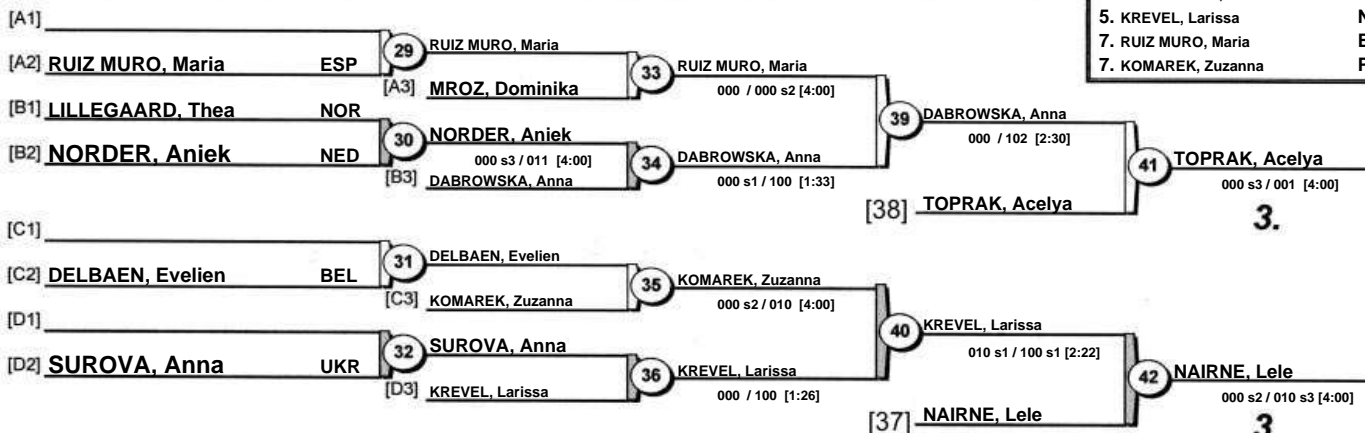 5. KREVEL, Larissa
7. RUIZ MURO, Maria
7. KOMAREK, Zuzanna
[A1]
[A2] RUIZ MURO, Maria ESP
29 RUIZ MURO, Maria
[A3] MROZ, Dominika
33 RUIZ MURO, Maria
000 / 000 s2 [4:00]
[B1] LILLEGAARD, Thea NOR
[B2] NORDER, Aniek NED
30 NORDER, Aniek
000 s3 / 011 [4:00]
[B3] DABROWSKA, Anna
34 DABROWSKA, Anna
000 s1 / 100 [1:33]
39 DABROWSKA, Anna
000 / 102 [2:30]
[38] TOPRAK, Acelya
41 TOPRAK, Acelya
000 s3 / 001 [4:00]
3.
[C1]
[C2] DELBAEN, Evelien BEL
31 DELBAEN, Evelien
[C3] KOMAREK, Zuzanna
35 KOMAREK, Zuzanna
000 s2 / 010 [4:00]
[D1]
[D2] SUROVA, Anna UKR
32 SUROVA, Anna
[D3] KREVEL, Larissa
36 KREVEL, Larissa
000 / 100 [1:26]
40 KREVEL, Larissa
010 s1 / 100 s1 [2:22]
[37] NAIRNE, Lele
42 NAIRNE, Lele
000 s2 / 010 s3 [4:00]
3